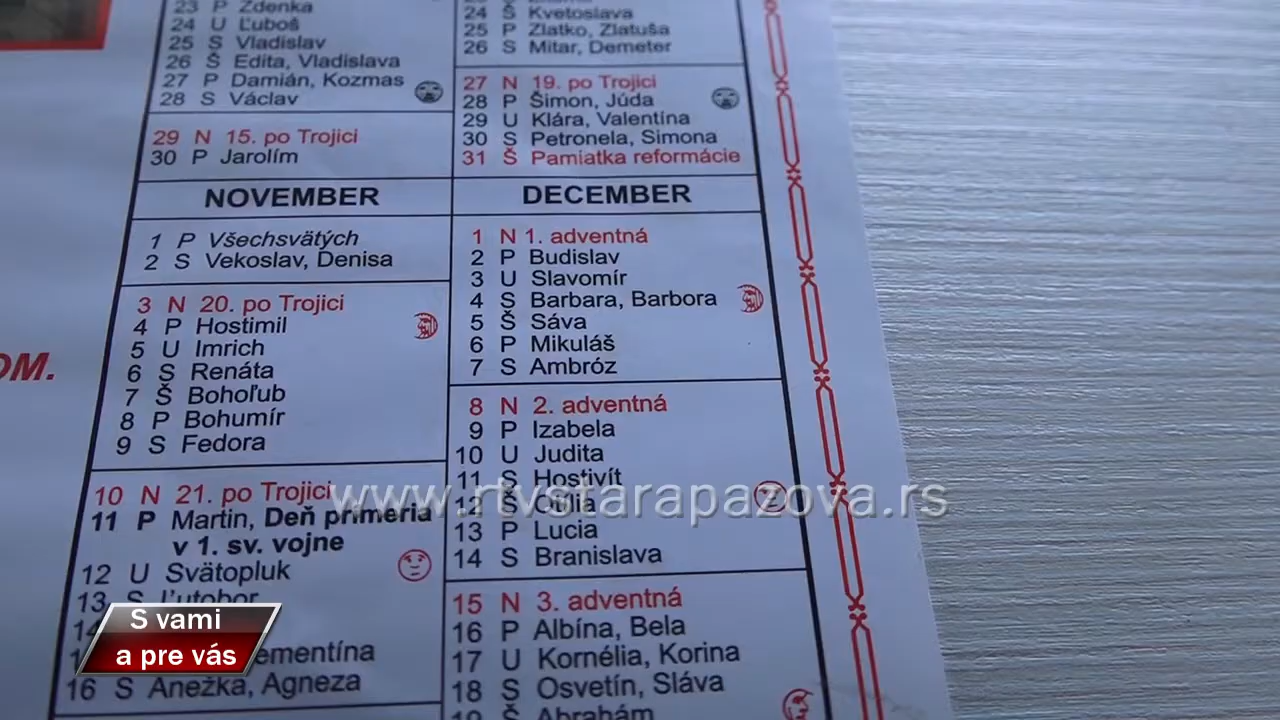 23 P Zdenka
24 U Ľuboš
25 S Vladislav
26 Š Edita, Vladislava
27 P Damián, Kozmas
28 S Václav
29 N 15. po Trojici
30 P Jarolím
24 Š Kvetoslava
25 P Zlatko, Zlatuša
26 S Mitar, Demeter
27 N 19. po Trojici
28 P Šimon, Júda
29 U Klára, Valentína
30 S Petronela, Simona
31 Š Pamiatka reformácie
NOVEMBER
1 P Všechsvätých
2 S Vekoslav, Denisa
3 N 20. po Trojici
4 P Hostimil
5 U Imrich
6 S Renáta
7 Š Bohoľub
8 P Bohumír
9 S Fedora
10 N 21. po Trojici
11 P Martin, Deň primeria
v 1. sv. vojne
12 U Svätopluk
13 S Ľutobor
16 S Anežka, Agneza
DECEMBER
1 N 1. adventná
2 P Budislav
3 U Slavomír
4 S Barbara, Barbora
5 Š Sáva
6 P Mikuláš
7 S Ambróz
8 N 2. adventná
9 P Izabela
10 U Judita
11 S Hostivít
12 Š Otília
13 P Lucia
14 S Branislava
15 N 3. adventná
16 P Albína, Bela
17 U Kornélia, Korina
18 S Osvetín, Sláva
19 Š Abrahám
OM.
www.rtvstarapazova.rs
S vami
a pre vás